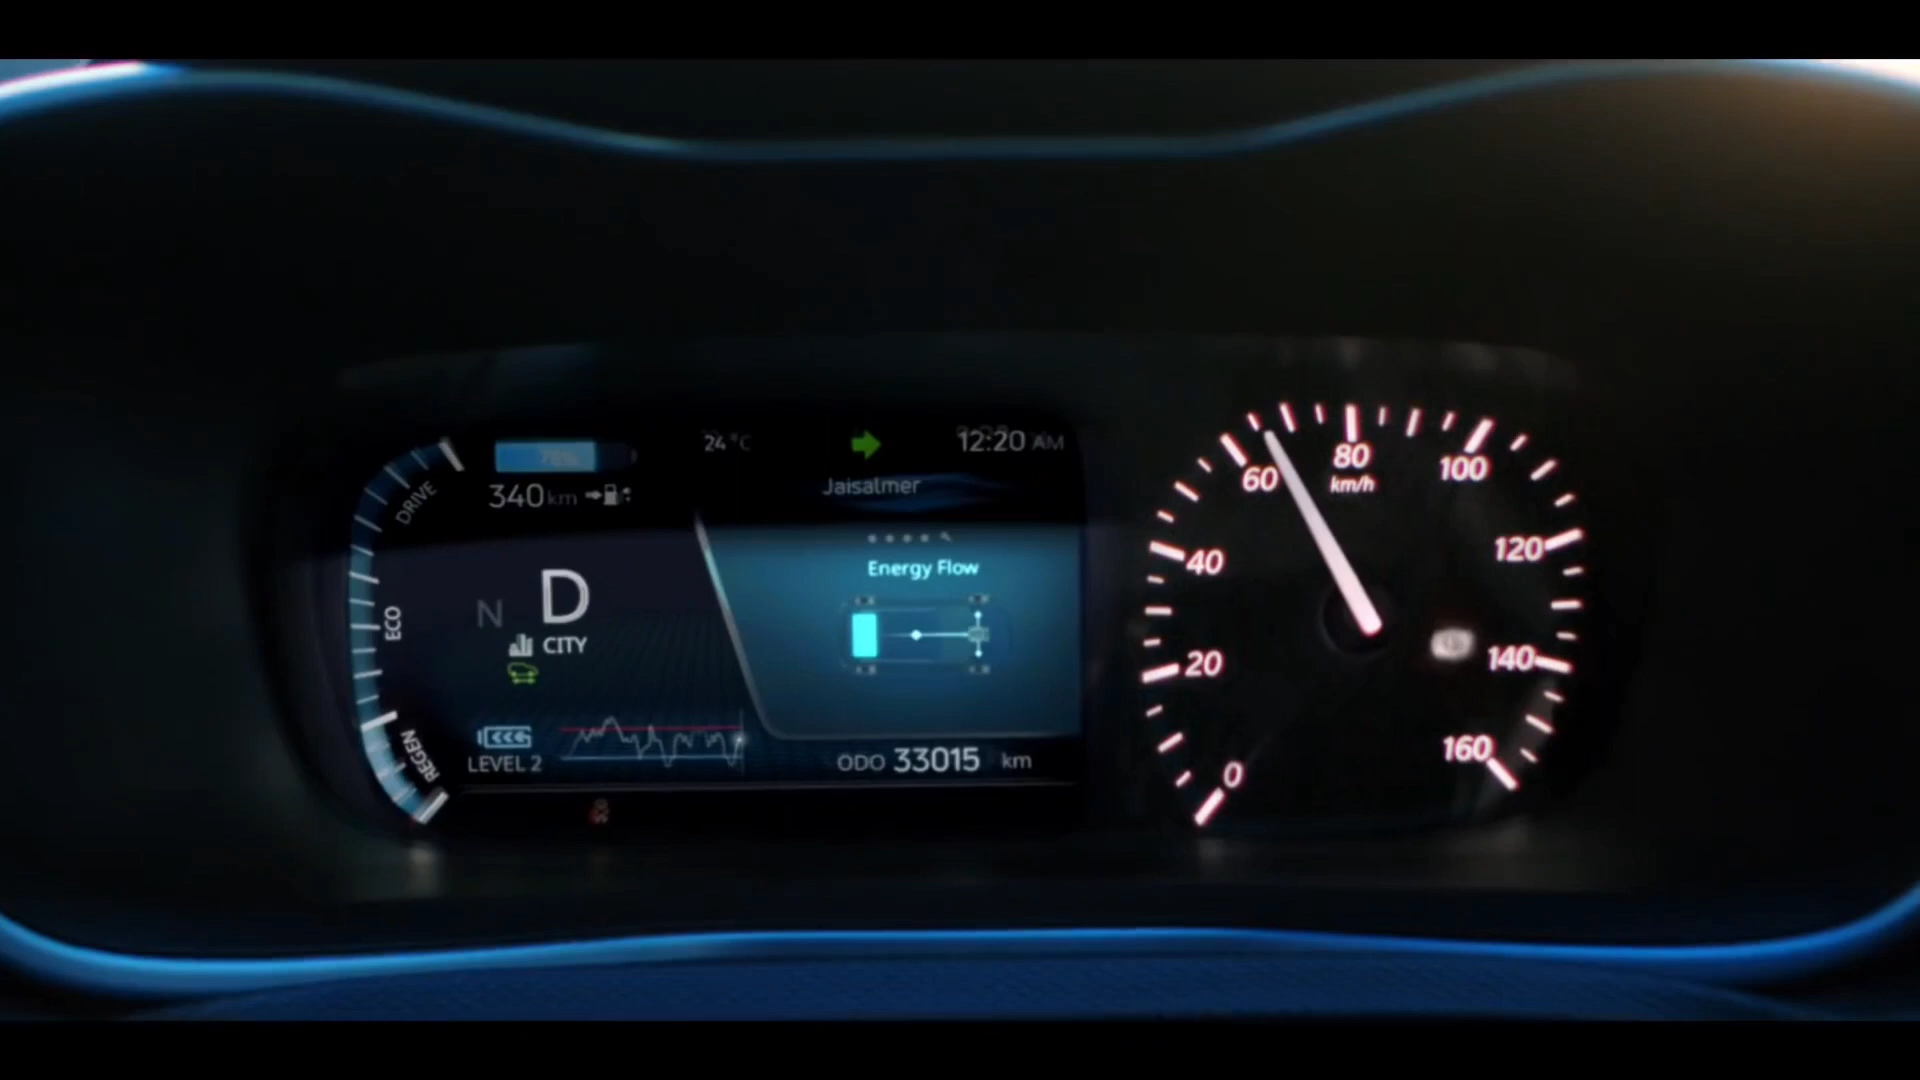 24 °C
12:20 AM
340 km
Jaisalmer
DRIVE
Energy Flow
N D
CITY
ECO
REGEN
LEVEL 2
ODO 33015 km
0
20
40
60
80
km/h
100
120
140
160